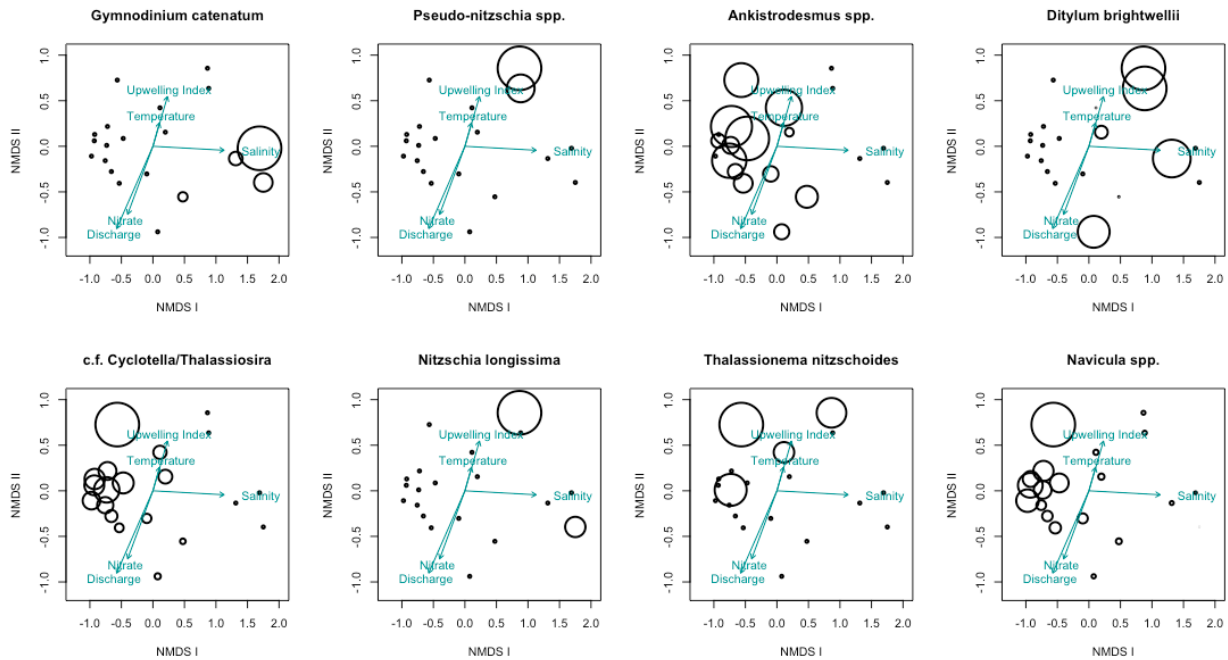 Gymnodinium catenatum
Pseudo-nitzschia spp.
Ankistrodesmus spp.
Ditylum brightwellii
NMDS II
1.0
0.5
0.0
-0.5
-1.0
Upwelling Index
Temperature
Salinity
Nitrate
Discharge
-1.0 -0.5 0.0 0.5 1.0 1.5 2.0
NMDS I
NMDS II
1.0
0.5
0.0
-0.5
-1.0
Upwelling Index
Temperature
Salinity
Nitrate
Discharge
-1.0 -0.5 0.0 0.5 1.0 1.5 2.0
NMDS I
NMDS II
1.0
0.5
0.0
-0.5
-1.0
Upwelling Index
Temperature
Salinity
Nitrate
Discharge
-1.0 -0.5 0.0 0.5 1.0 1.5 2.0
NMDS I
NMDS II
1.0
0.5
0.0
-0.5
-1.0
Upwelling Index
Temperature
Salinity
Nitrate
Discharge
-1.0 -0.5 0.0 0.5 1.0 1.5 2.0
NMDS I
c.f. Cyclotella/Thalassiosira
Nitzschia longissima
Thalassionema nitzschoides
Navicula spp.
NMDS II
1.0
0.5
0.0
-0.5
-1.0
Upwelling Index
Temperature
Salinity
Nitrate
Discharge
-1.0 -0.5 0.0 0.5 1.0 1.5 2.0
NMDS I
NMDS II
1.0
0.5
0.0
-0.5
-1.0
Upwelling Index
Temperature
Salinity
Nitrate
Discharge
-1.0 -0.5 0.0 0.5 1.0 1.5 2.0
NMDS I
NMDS II
1.0
0.5
0.0
-0.5
-1.0
Upwelling Index
Temperature
Salinity
Nitrate
Discharge
-1.0 -0.5 0.0 0.5 1.0 1.5 2.0
NMDS I
NMDS II
1.0
0.5
0.0
-0.5
-1.0
Upwelling Index
Temperature
Salinity
Nitrate
Discharge
-1.0 -0.5 0.0 0.5 1.0 1.5 2.0
NMDS I